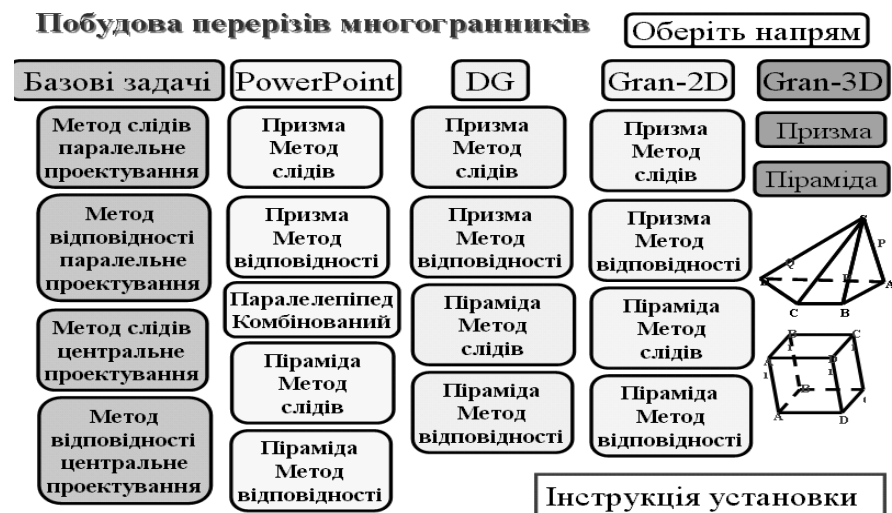 Побудова перерізів многогранників
Оберіть напрям
Базові задачі
Метод слідів
паралельне
проектування
Метод
відповідності
паралельне
проектування
Метод слідів
центральне
проектування
Метод
відповідності
центральне
проектування
PowerPoint
Призма
Метод
слідів
Призма
Метод
відповідності
Паралелепіпед
Комбінований
Піраміда
Метод
слідів
Піраміда
Метод
відповідності
DG
Призма
Метод
слідів
Призма
Метод
відповідності
Піраміда
Метод
слідів
Піраміда
Метод
відповідності
Gran-2D
Призма
Метод
слідів
Призма
Метод
відповідності
Піраміда
Метод
слідів
Піраміда
Метод
відповідності
Gran-3D
Призма
Піраміда
S
P
Q
A
C
B
A
D
Інструкція установки